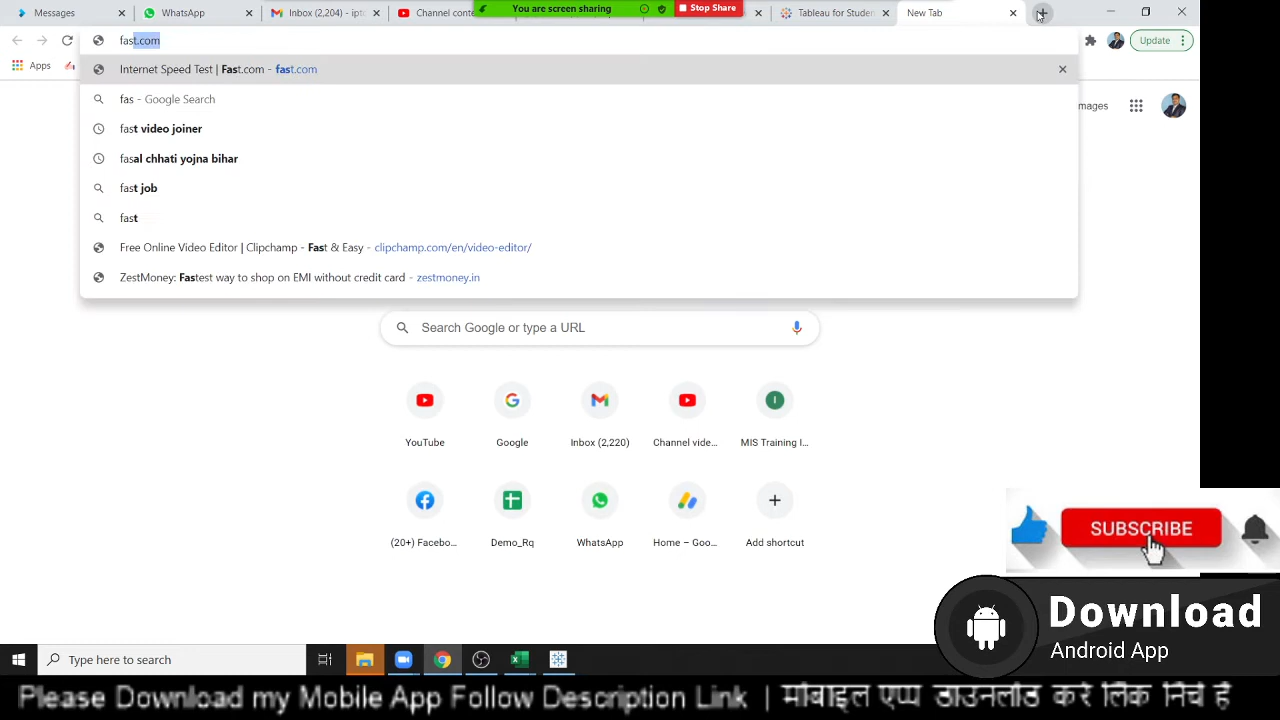 Messages
WhatsApp
Inbox (2,204) - ipt
Channel conte
You are screen sharing
Stop Share
Tableau for Studen
New Tab
fast.com
Update
Apps
Internet Speed Test | Fast.com - fast.com
fas - Google Search
fast video joiner
fasal chhati yojna bihar
fast job
fast
Free Online Video Editor | Clipchamp - Fast & Easy - clipchamp.com/en/video-editor/
ZestMoney: Fastest way to shop on EMI without credit card - zestmoney.in
mages
Search Google or type a URL
YouTube
Google
Inbox (2,220)
Channel vide...
MIS Training I...
(20+) Facebo...
Demo_Rq
WhatsApp
Home – Goo...
Add shortcut
SUBSCRIBE
Download
Android App
Type here to search
Please Download my Mobile App Follow Description Link | मोबाइल एप्प डाउनलोड करे लिंक निचे है